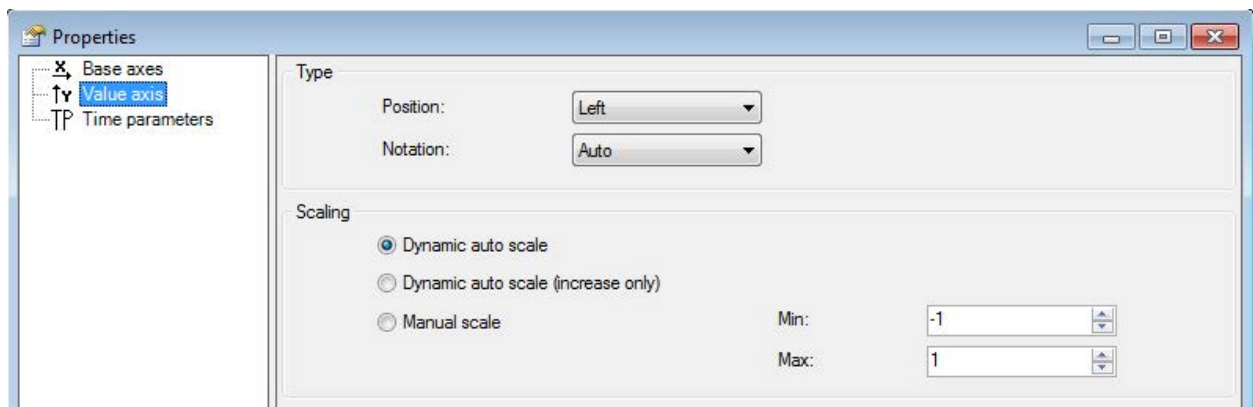 Properties
Base axes
Value axis
Time parameters
Type
Position: Left
Notation: Auto
Scaling
Dynamic auto scale
Dynamic auto scale (increase only)
Manual scale Min: -1
Max: 1